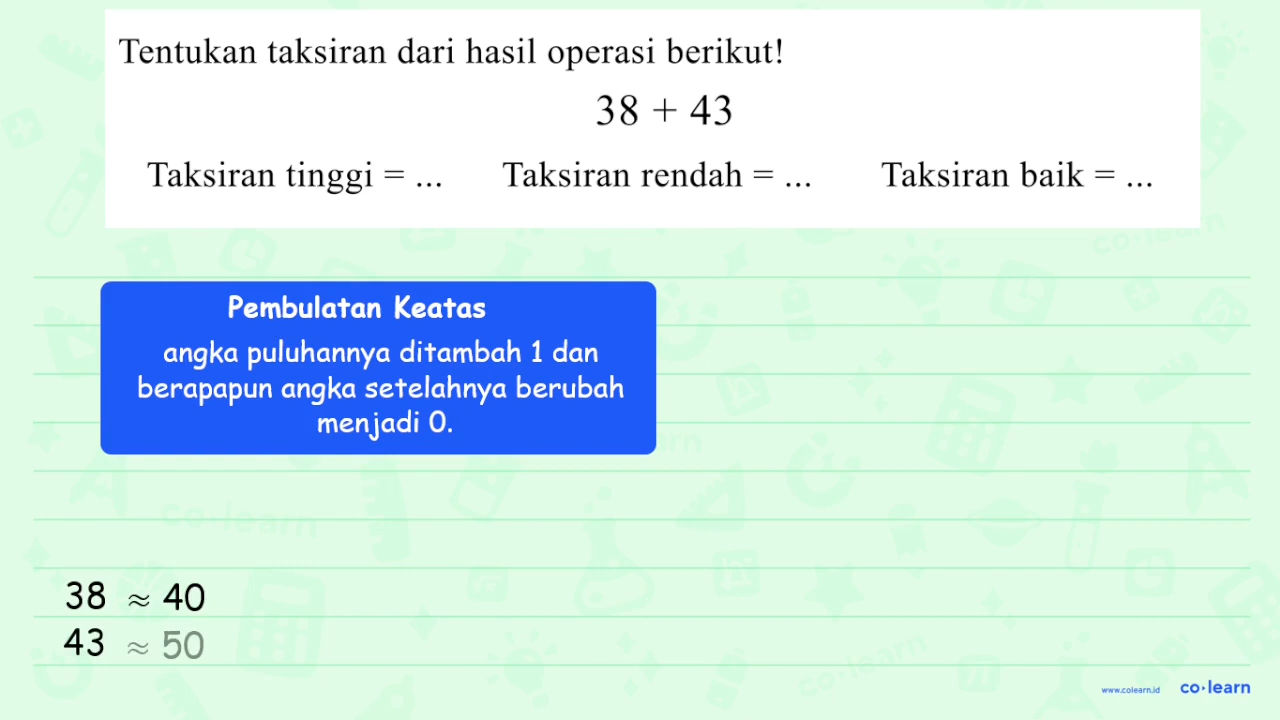 Tentukan taksiran dari hasil operasi berikut!
38 + 43
Taksiran tinggi = ... Taksiran rendah = ... Taksiran baik = ...
Pembulatan Keatas
angka puluhannya ditambah 1 dan
berapapun angka setelahnya berubah
menjadi 0.
38 ≈ 40
43 ≈ 50
www.colearn.id co·learn